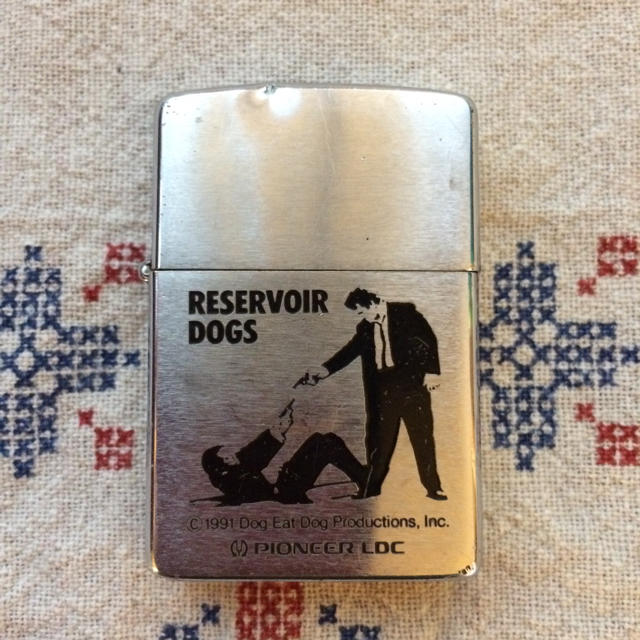 RESERVOIR
DOGS
C 1991 Dog Eat Dog Productions, Inc.
PIONEER LDC